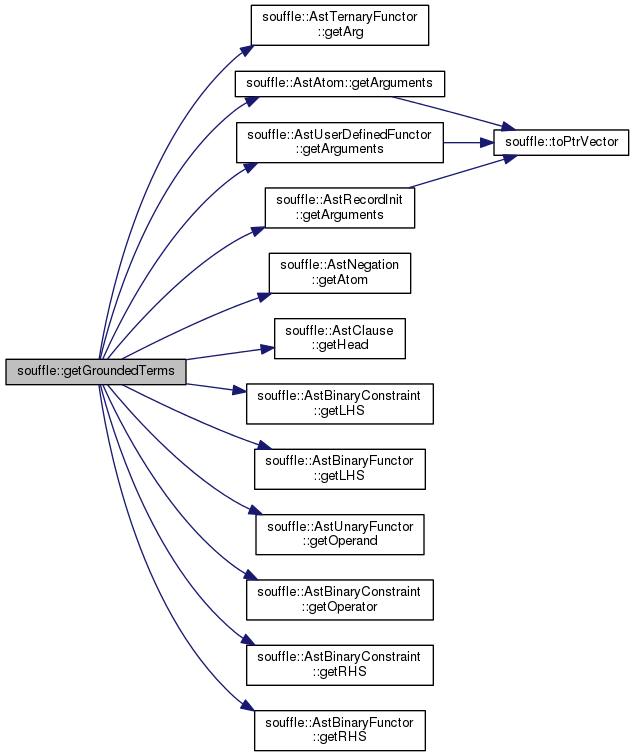 souffle::AstTernaryFunctor
::getArg
souffle::AstAtom::getArguments
souffle::AstUserDefinedFunctor
::getArguments
souffle::toPtrVector
souffle::AstRecordInit
::getArguments
souffle::AstNegation
::getAtom
souffle::AstClause
::getHead
souffle::getGroundedTerms
souffle::AstBinaryConstraint
::getLHS
souffle::AstBinaryFunctor
::getLHS
souffle::AstUnaryFunctor
::getOperand
souffle::AstBinaryConstraint
::getOperator
souffle::AstBinaryConstraint
::getRHS
souffle::AstBinaryFunctor
::getRHS